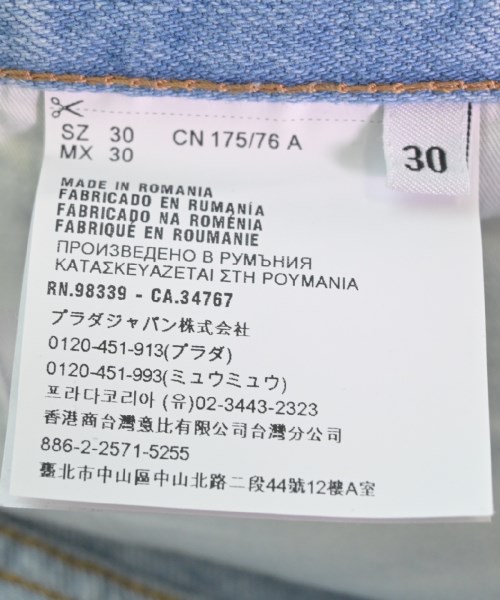 SZ 30 CN 175/76 A
MX 30
30
MADE IN ROMANIA
FABRICADO EN RUMANÍA
FABRICADO NA ROMÉNIA
FABRIQUÉ EN ROUMANIE
ПРОИЗВЕДЕНО В РУМЪНИЯ
ΚΑΤΑΣΚΕΥΑΖΕΤΑΙ ΣΤΗ ΡΟΥΜΑΝΙΑ
RN.98339 - CA.34767
プラダジャパン株式会社
0120-451-913(プラダ)
0120-451-993(ミュウミュウ)
프라다코리아 (유)02-3443-2323
香港商台灣意比有限公司台灣分公司
886-2-2571-5255
臺北市中山區中山北路二段44號12樓A室